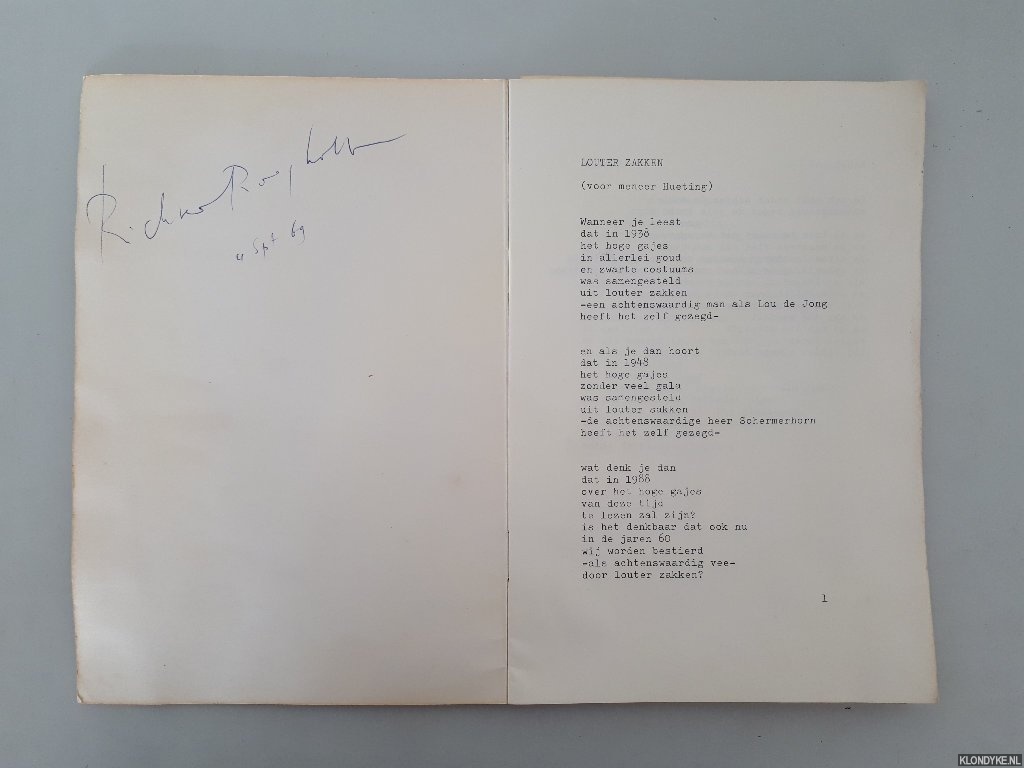 Richter Roegholt
4 Spt 69
LOUTER ZAKKEN
(voor meneer Hueting)
Wanneer je leest
dat in 1938
het hoge gajes
in allerlei goud
en zwarte costuums
was samengesteld
uit louter zakken
-een achtenswaardig man als Lou de Jong
heeft het zelf gezegd-
en als je dan hoort
dat in 1948
het hoge gajes
zonder veel gala
was samengesteld
uit louter zakken
-de achtenswaardige heer Schermerhorn
heeft het zelf gezegd-
wat denk je dan
dat in 1988
over het hoge gajes
van deze tijd
te lezen zal zijn?
is het denkbaar dat ook nu
in de jaren 60
wij worden bestierd
-als achtenswaardig vee-
door louter zakken?
1
KLONDYKE.NL